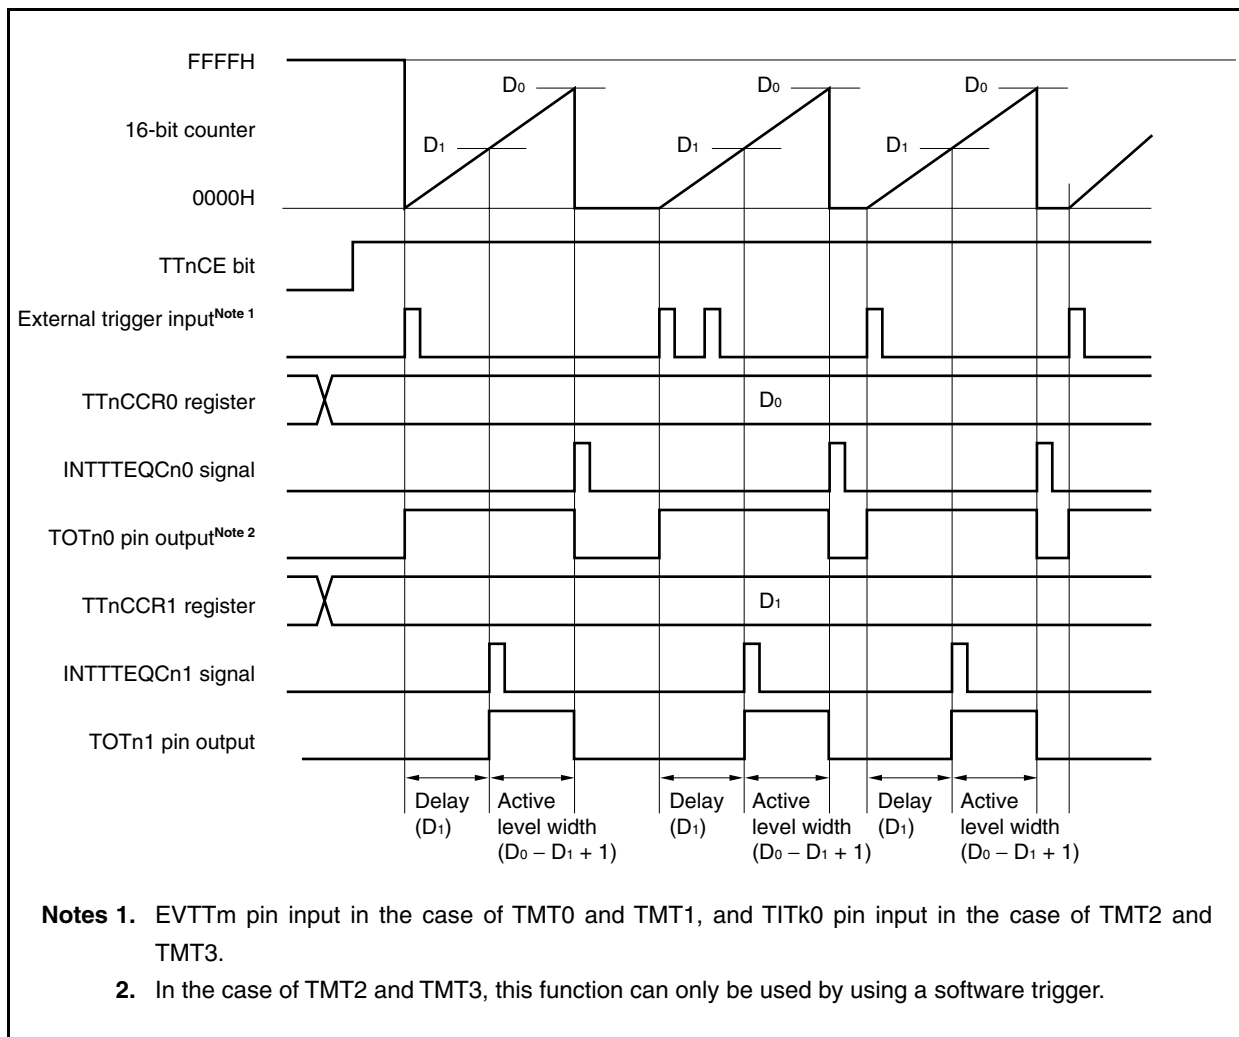 FFFFH
D0 D0 D0
16-bit counter
D1 D1 D1
0000H
TTnCE bit
External trigger inputNote 1
TTnCCR0 register D0
INTTTEQCn0 signal
TOTn0 pin outputNote 2
TTnCCR1 register D1
INTTTEQCn1 signal
TOTn1 pin output
Delay Active Delay Active Delay Active
(D1) level width (D1) level width (D1) level width
(D0 – D1 + 1) (D0 – D1 + 1) (D0 – D1 + 1)
Notes 1. EVTTm pin input in the case of TMT0 and TMT1, and TITk0 pin input in the case of TMT2 and
TMT3.
2. In the case of TMT2 and TMT3, this function can only be used by using a software trigger.